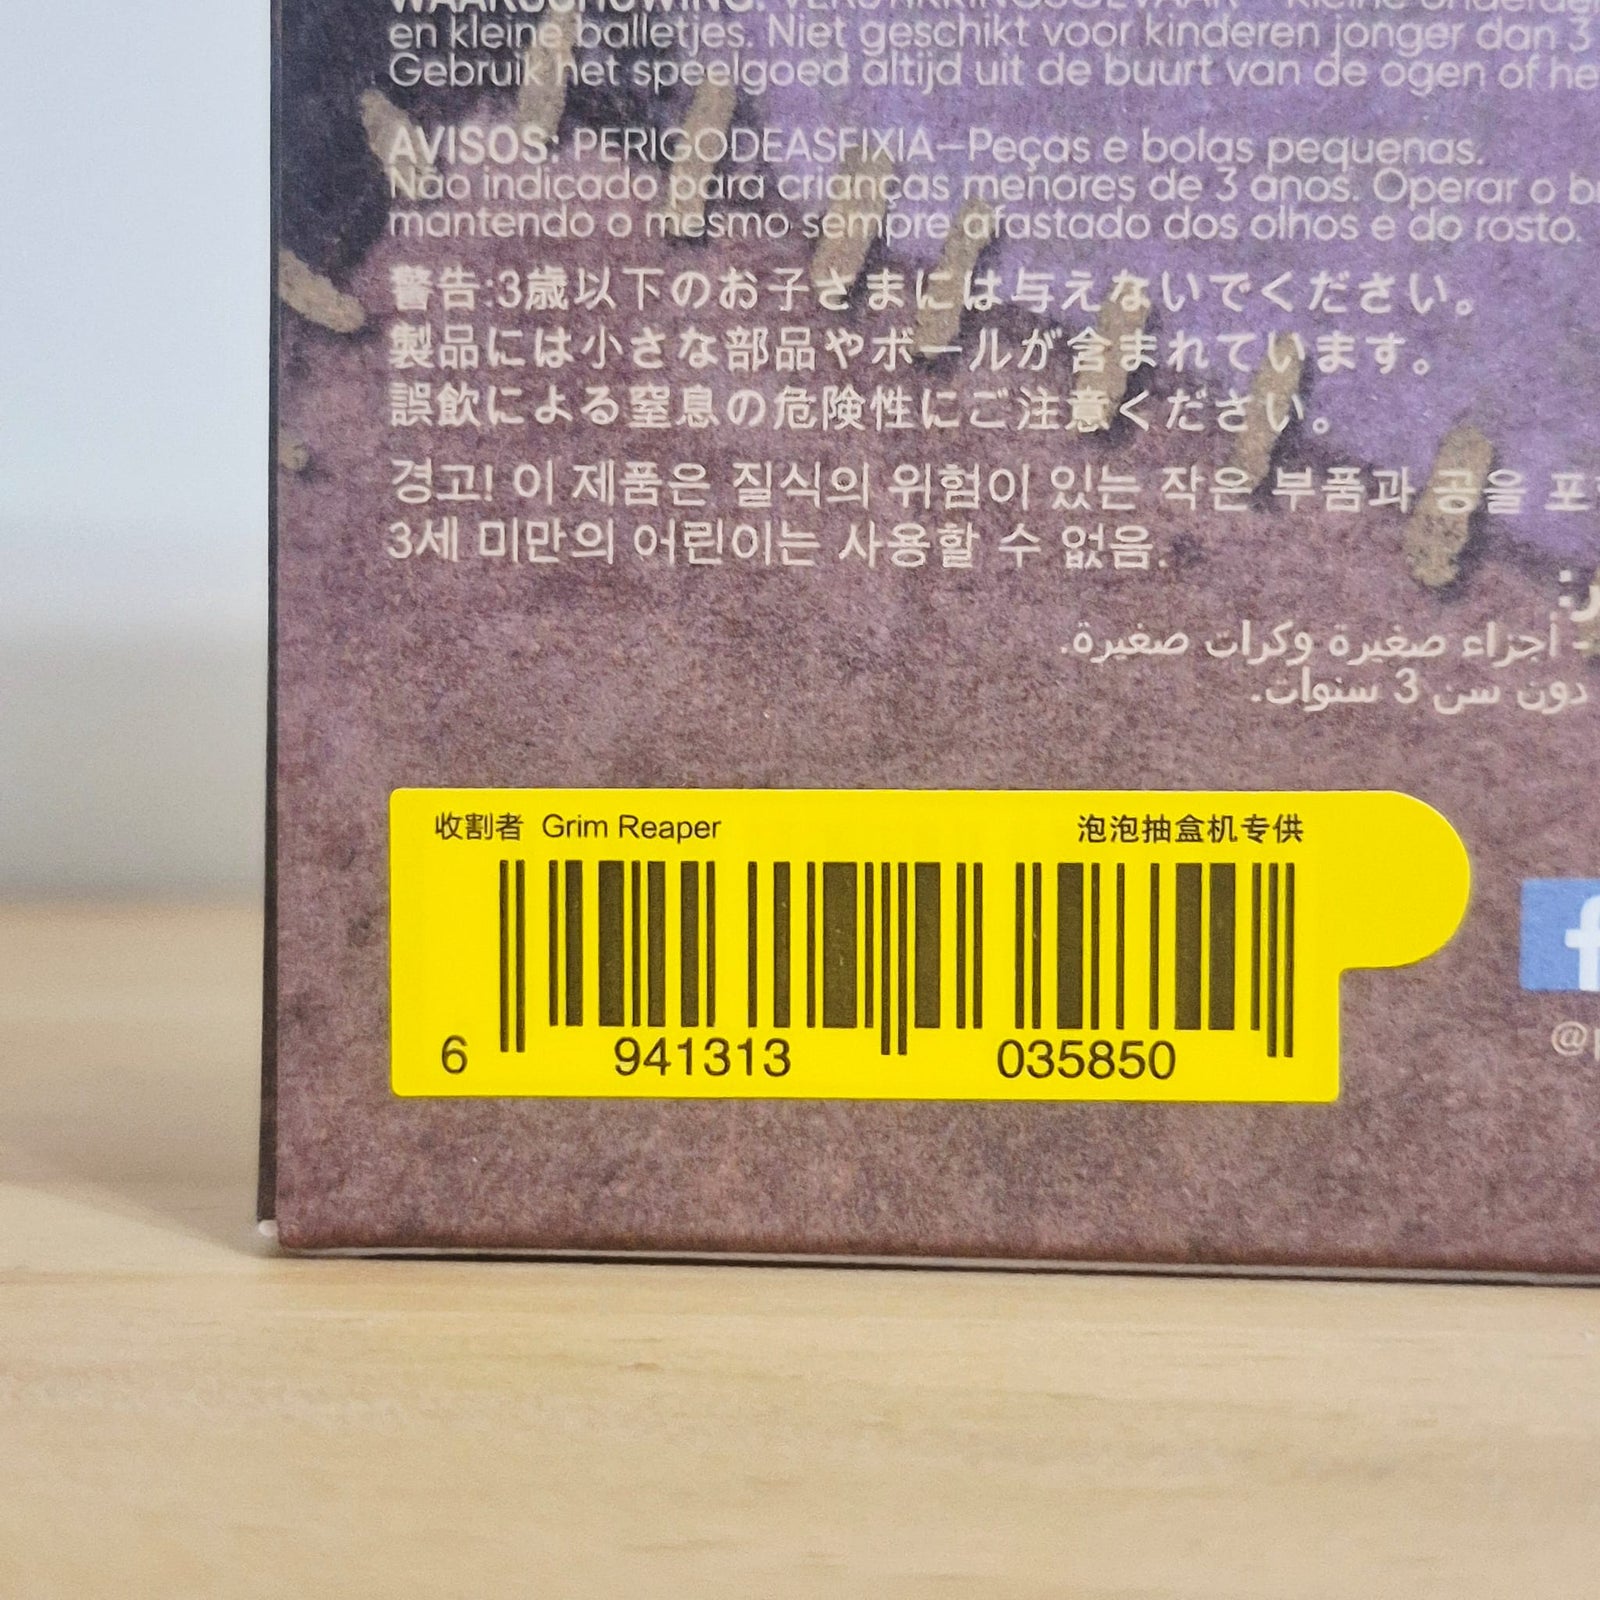 WAARSCHUWING: VERSTIKKINGSGEVAAR – Kleine onderdelen
en kleine balletjes. Niet geschikt voor kinderen jonger dan 3
Gebruik het speelgoed altijd uit de buurt van de ogen of he
AVISOS: PERIGODEASFIXIA–Peças e bolas pequenas.
Não indicado para crianças menores de 3 anos. Operar o b
mantendo o mesmo sempre afastado dos olhos e do rosto.
警告:3歳以下のお子さまには与えないでください。
製品には小さな部品やボールが含まれています。
誤飲による窒息の危険性にご注意ください。
경고! 이 제품은 질식의 위험이 있는 작은 부품과 공을 포
3세 미만의 어린이는 사용할 수 없음.
- أجزاء صغيرة وكرات صغيرة.
دون سن 3 سنوات.
收割者 Grim Reaper
泡泡抽盒机专供
6 941313 035850
f
@p